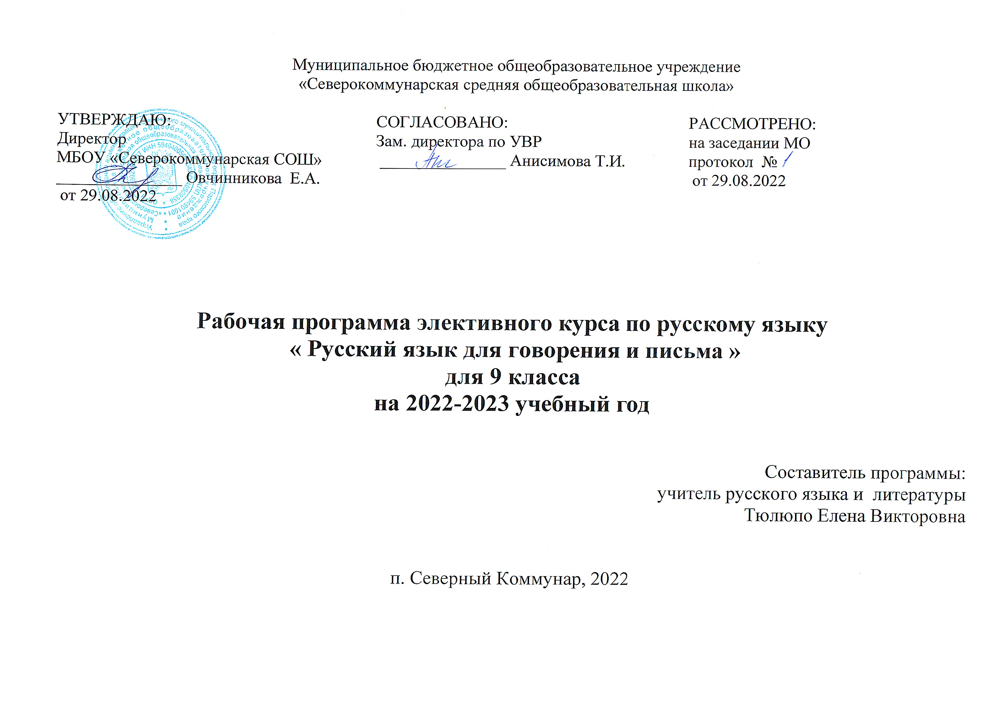 Муниципальное бюджетное общеобразовательное учреждение
«Северокоммунарская средняя общеобразовательная школа»
УТВЕРЖДАЮ:
Директор
МБОУ «Северокоммунарская СОШ»
Овчинникова Е.А.
от 29.08.2022
СОГЛАСОВАНО:
Зам. директора по УВР
Анисимова Т.И.
РАССМОТРЕНО:
на заседании МО
протокол № 1
от 29.08.2022
Рабочая программа элективного курса по русскому языку
« Русский язык для говорения и письма »
для 9 класса
на 2022-2023 учебный год
Составитель программы:
учитель русского языка и литературы
Тюлюпо Елена Викторовна
п. Северный Коммунар, 2022